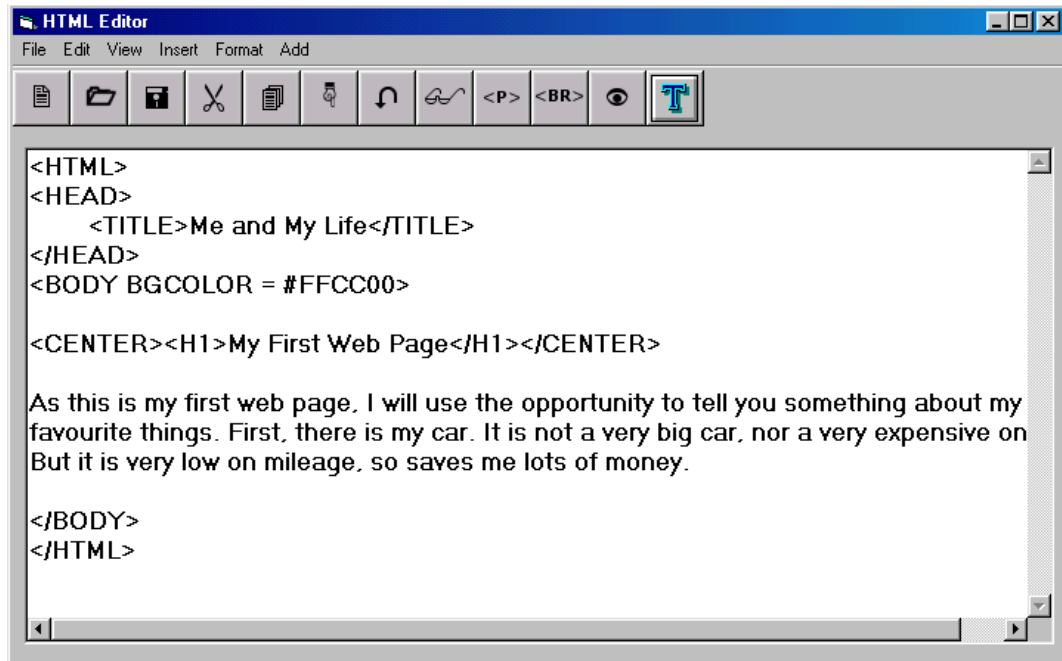 HTML Editor
File Edit View Insert Format Add
<P> <BR> T
<HTML>
<HEAD>
<TITLE>Me and My Life</TITLE>
</HEAD>
<BODY BGCOLOR = #FFCC00>
<CENTER><H1>My First Web Page</H1></CENTER>
As this is my first web page, I will use the opportunity to tell you something about my
favourite things. First, there is my car. It is not a very big car, nor a very expensive on
But it is very low on mileage, so saves me lots of money.
</BODY>
</HTML>